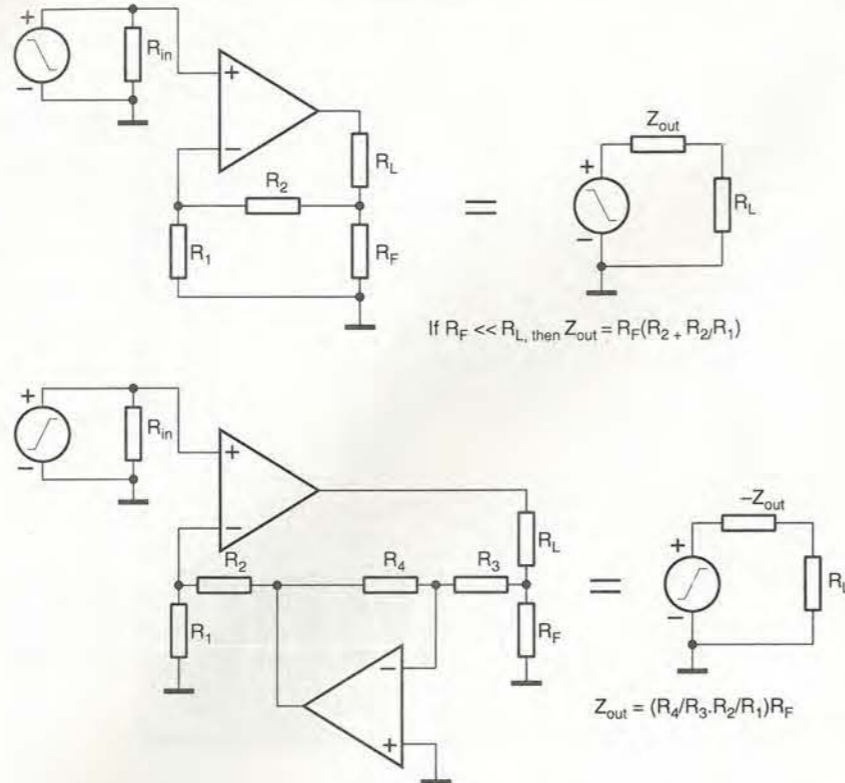 +
R_in
−
+
−
R_L
R_2
R_1
R_F
=
+
−
Z_out
R_L
If R_F << R_L, then Z_out = R_F(R_2 + R_2/R_1)
+
R_in
−
+
−
R_2
R_4
R_3
R_L
R_1
R_F
−
+
=
+
−
−Z_out
R_L
Z_out = (R_4/R_3.R_2/R_1)R_F